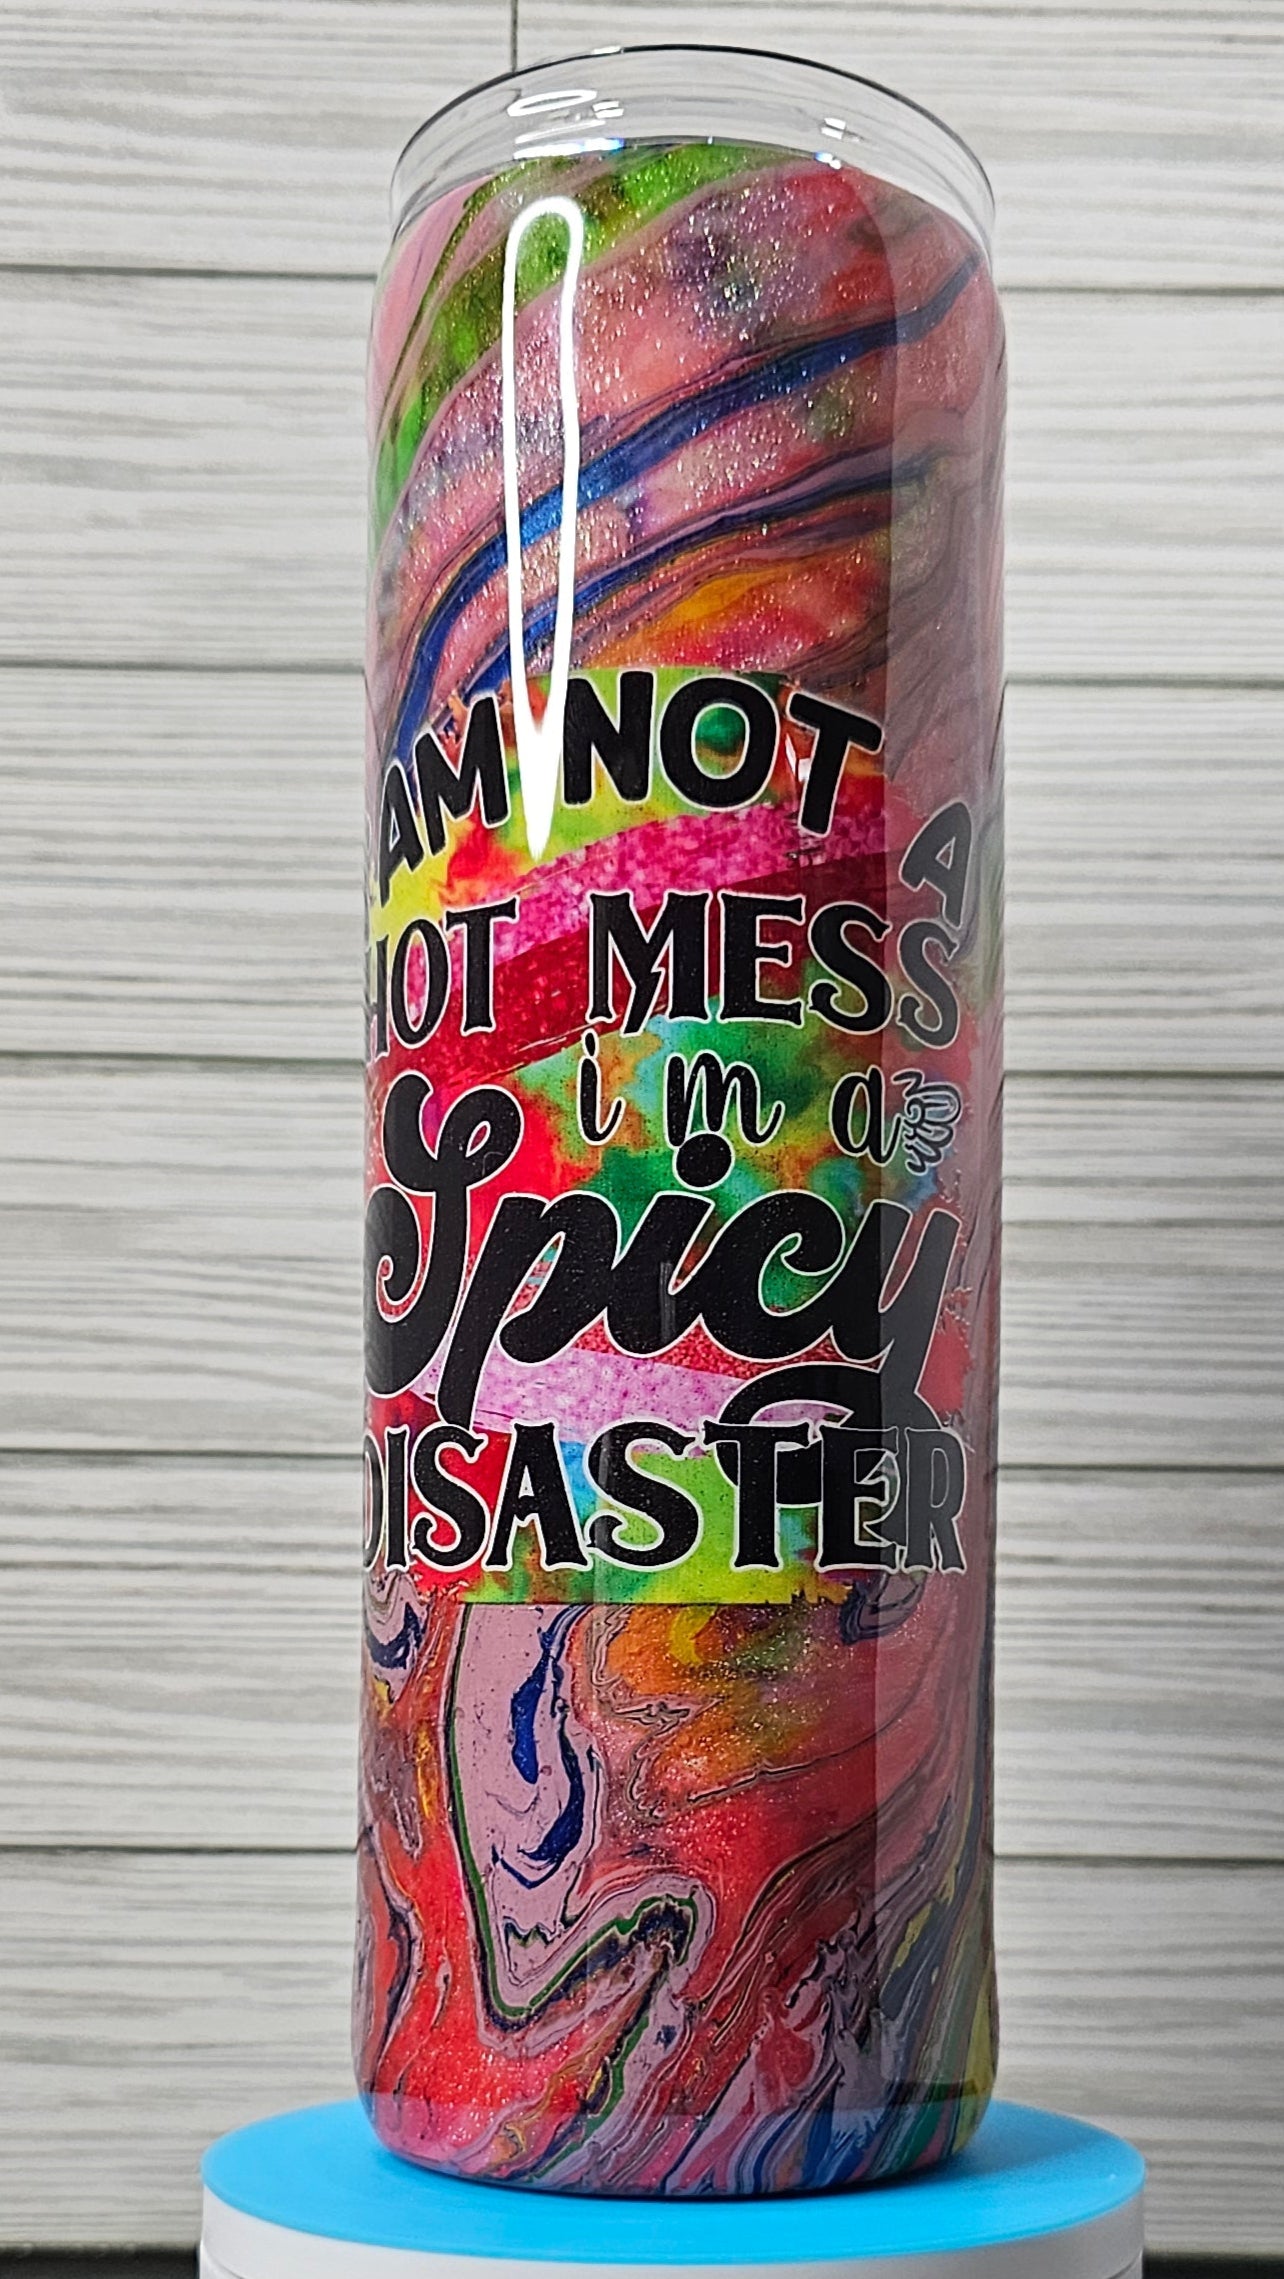 AM NOT A
HOT MESS
i'm a
Spicy
DISASTER